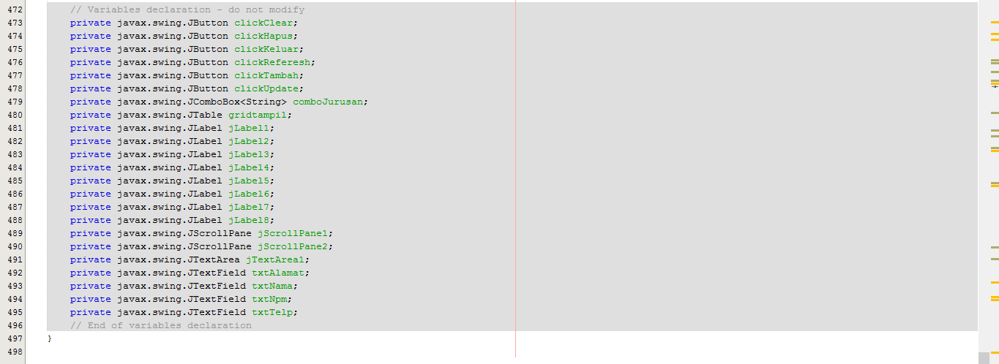 472 // Variables declaration - do not modify
473 private javax.swing.JButton clickClear;
474 private javax.swing.JButton clickHapus;
475 private javax.swing.JButton clickKeluar;
476 private javax.swing.JButton clickReferesh;
477 private javax.swing.JButton clickTambah;
478 private javax.swing.JButton clickUpdate;
479 private javax.swing.JComboBox<String> comboJurusan;
480 private javax.swing.JTable gridtampil;
481 private javax.swing.JLabel jLabel1;
482 private javax.swing.JLabel jLabel2;
483 private javax.swing.JLabel jLabel3;
484 private javax.swing.JLabel jLabel4;
485 private javax.swing.JLabel jLabel5;
486 private javax.swing.JLabel jLabel6;
487 private javax.swing.JLabel jLabel7;
488 private javax.swing.JLabel jLabel8;
489 private javax.swing.JScrollPane jScrollPane1;
490 private javax.swing.JScrollPane jScrollPane2;
491 private javax.swing.JTextArea jTextArea1;
492 private javax.swing.JTextField txtAlamat;
493 private javax.swing.JTextField txtNama;
494 private javax.swing.JTextField txtNpm;
495 private javax.swing.JTextField txtTelp;
496 // End of variables declaration
497 }
498